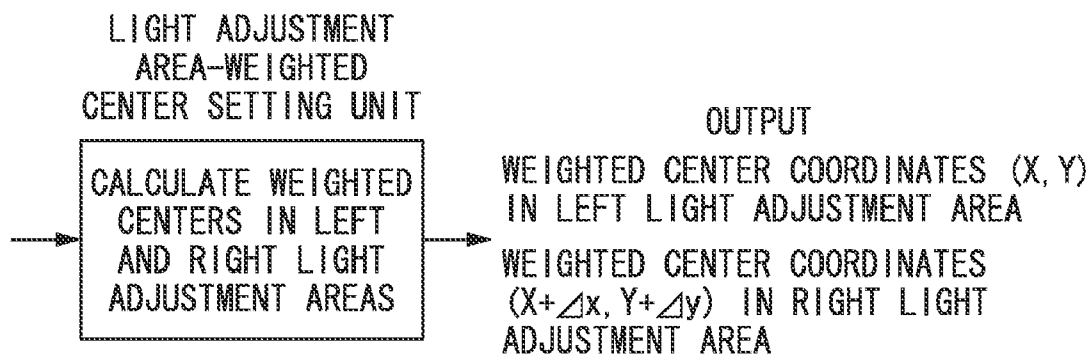 LIGHT ADJUSTMENT
AREA-WEIGHTED
CENTER SETTING UNIT
CALCULATE WEIGHTED
CENTERS IN LEFT
AND RIGHT LIGHT
ADJUSTMENT AREAS
OUTPUT
WEIGHTED CENTER COORDINATES (X, Y)
IN LEFT LIGHT ADJUSTMENT AREA
WEIGHTED CENTER COORDINATES
(X+⊿x, Y+⊿y) IN RIGHT LIGHT
ADJUSTMENT AREA